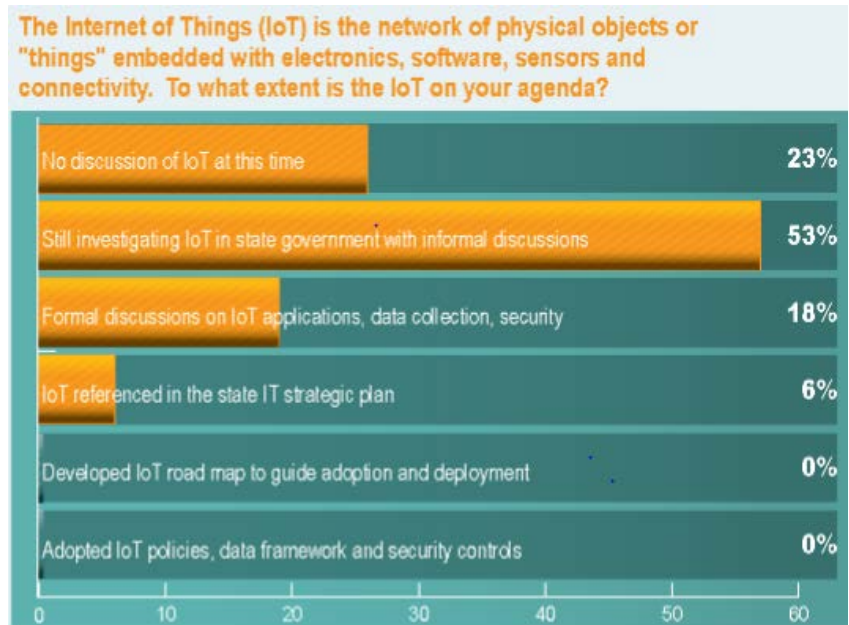 The Internet of Things (IoT) is the network of physical objects or
"things" embedded with electronics, software, sensors and
connectivity. To what extent is the IoT on your agenda?
No discussion of IoT at this time 23%
Still investigating IoT in state government with informal discussions 53%
Formal discussions on IoT applications, data collection, security 18%
IoT referenced in the state IT strategic plan 6%
Developed IoT road map to guide adoption and deployment 0%
Adopted IoT policies, data framework and security controls 0%
0 10 20 30 40 50 60